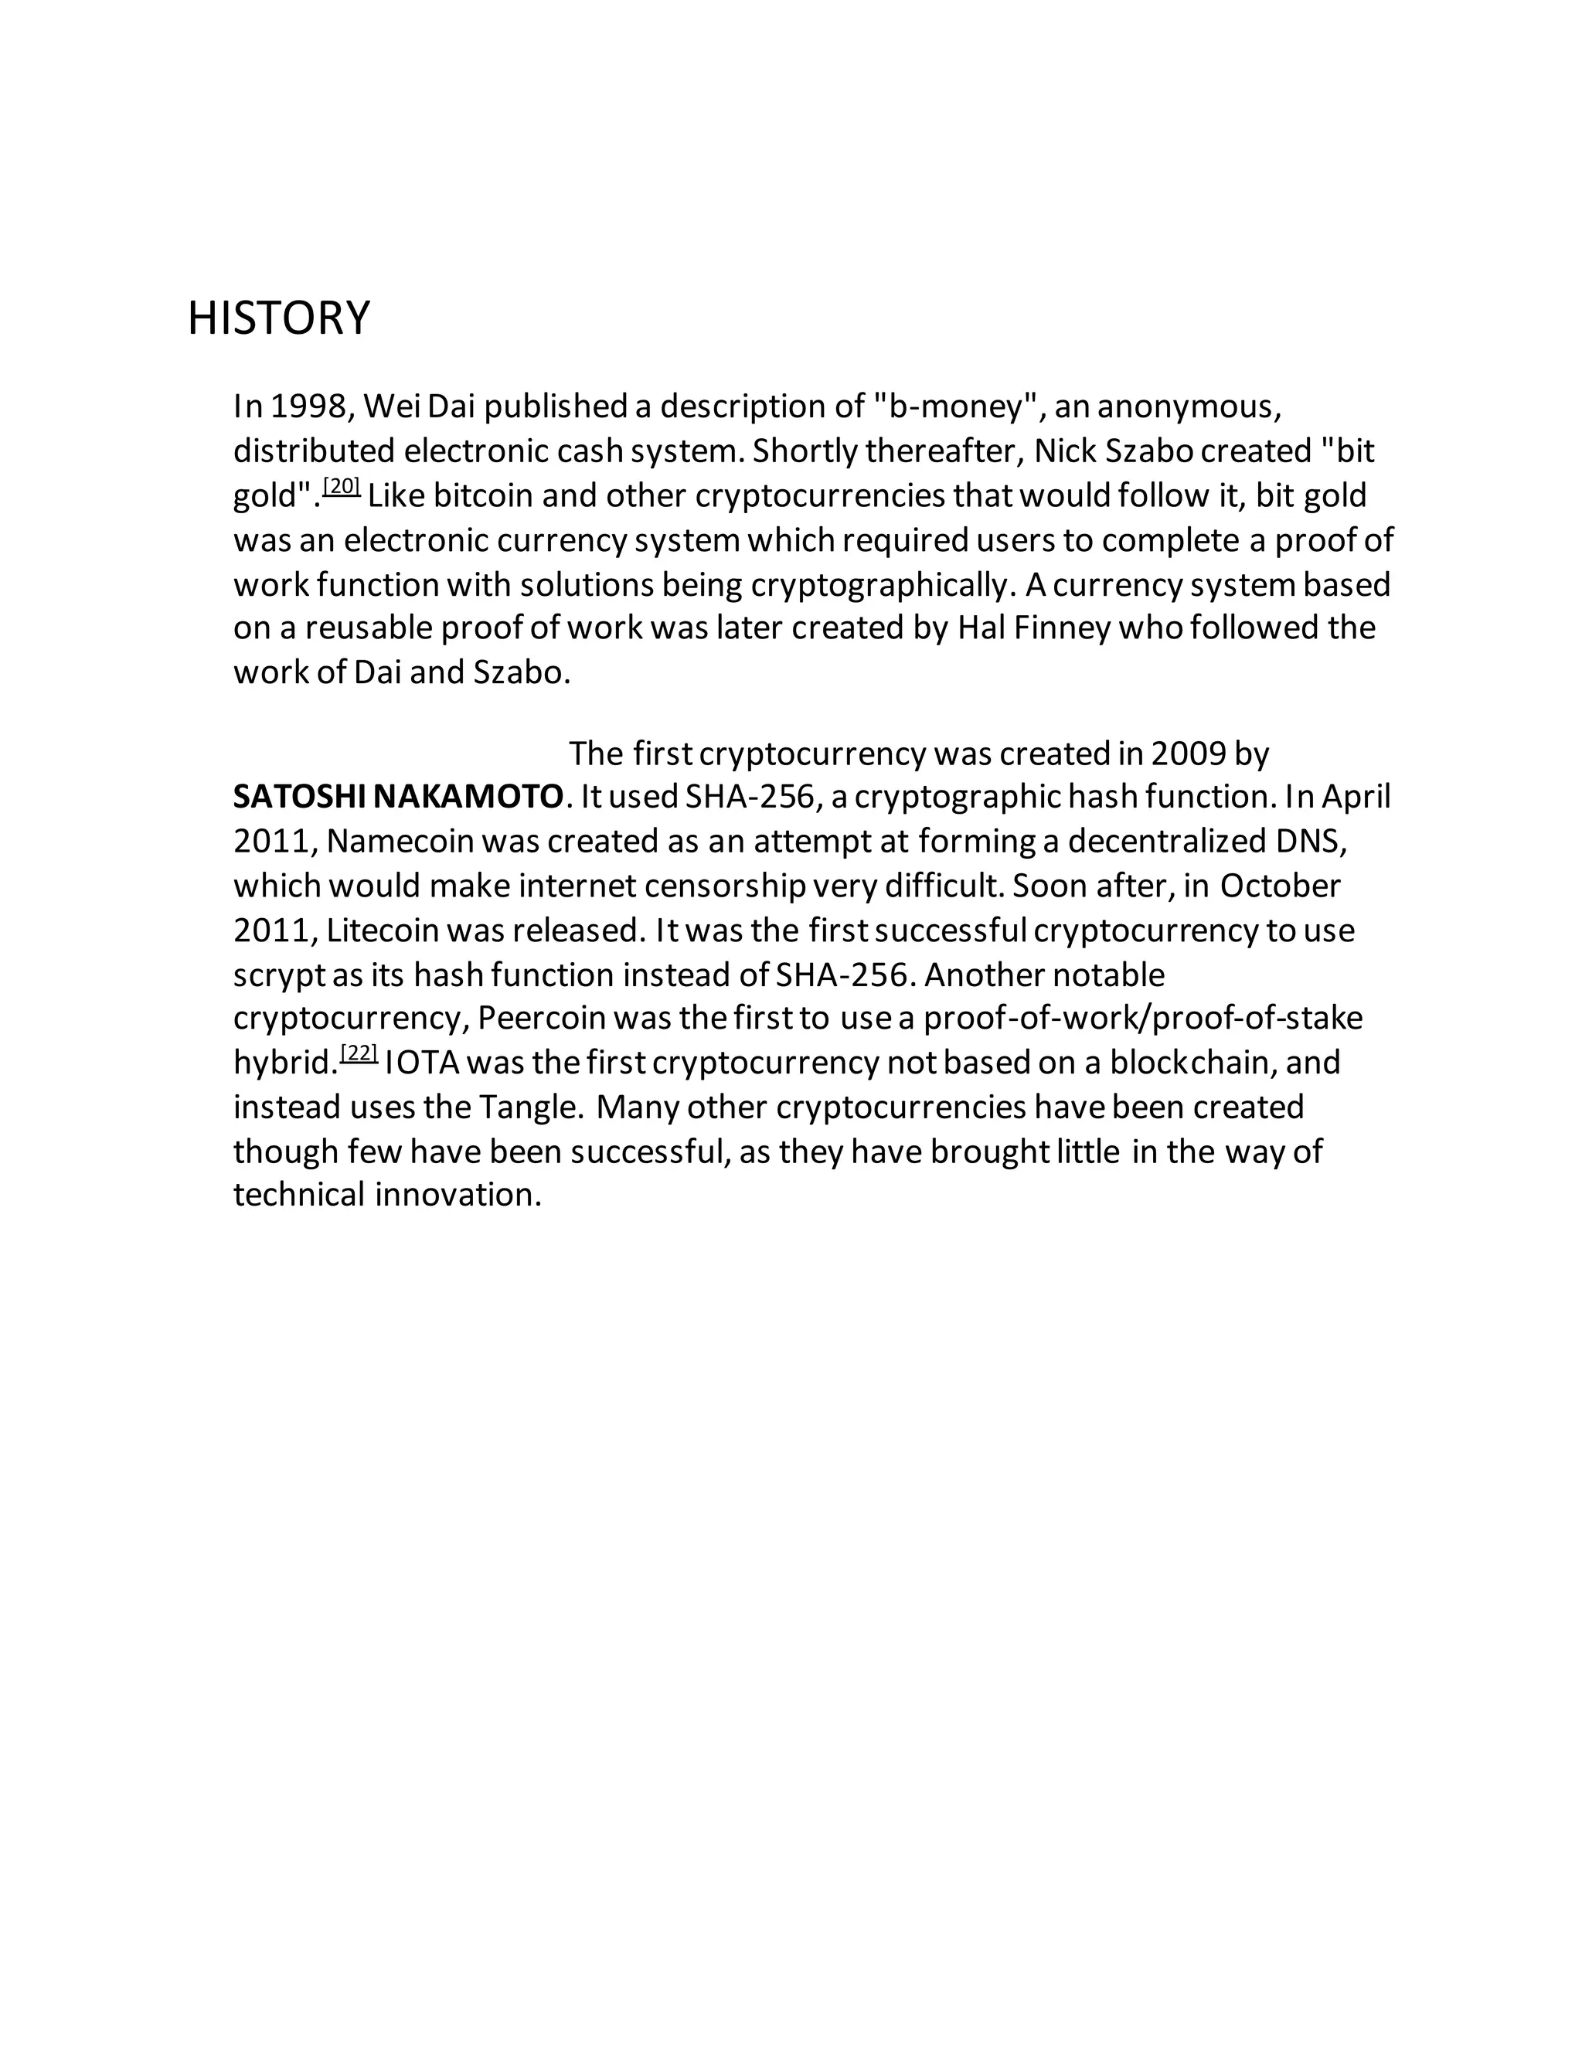 HISTORY
In 1998, Wei Dai published a description of "b-money", an anonymous,
distributed electronic cash system. Shortly thereafter, Nick Szabo created "bit
gold".[20] Like bitcoin and other cryptocurrencies that would follow it, bit gold
was an electronic currency system which required users to complete a proof of
work function with solutions being cryptographically. A currency system based
on a reusable proof of work was later created by Hal Finney who followed the
work of Dai and Szabo.
The first cryptocurrency was created in 2009 by
SATOSHI NAKAMOTO. It used SHA-256, a cryptographic hash function. In April
2011, Namecoin was created as an attempt at forming a decentralized DNS,
which would make internet censorship very difficult. Soon after, in October
2011, Litecoin was released. It was the first successful cryptocurrency to use
scrypt as its hash function instead of SHA-256. Another notable
cryptocurrency, Peercoin was the first to use a proof-of-work/proof-of-stake
hybrid.[22] IOTA was the first cryptocurrency not based on a blockchain, and
instead uses the Tangle. Many other cryptocurrencies have been created
though few have been successful, as they have brought little in the way of
technical innovation.